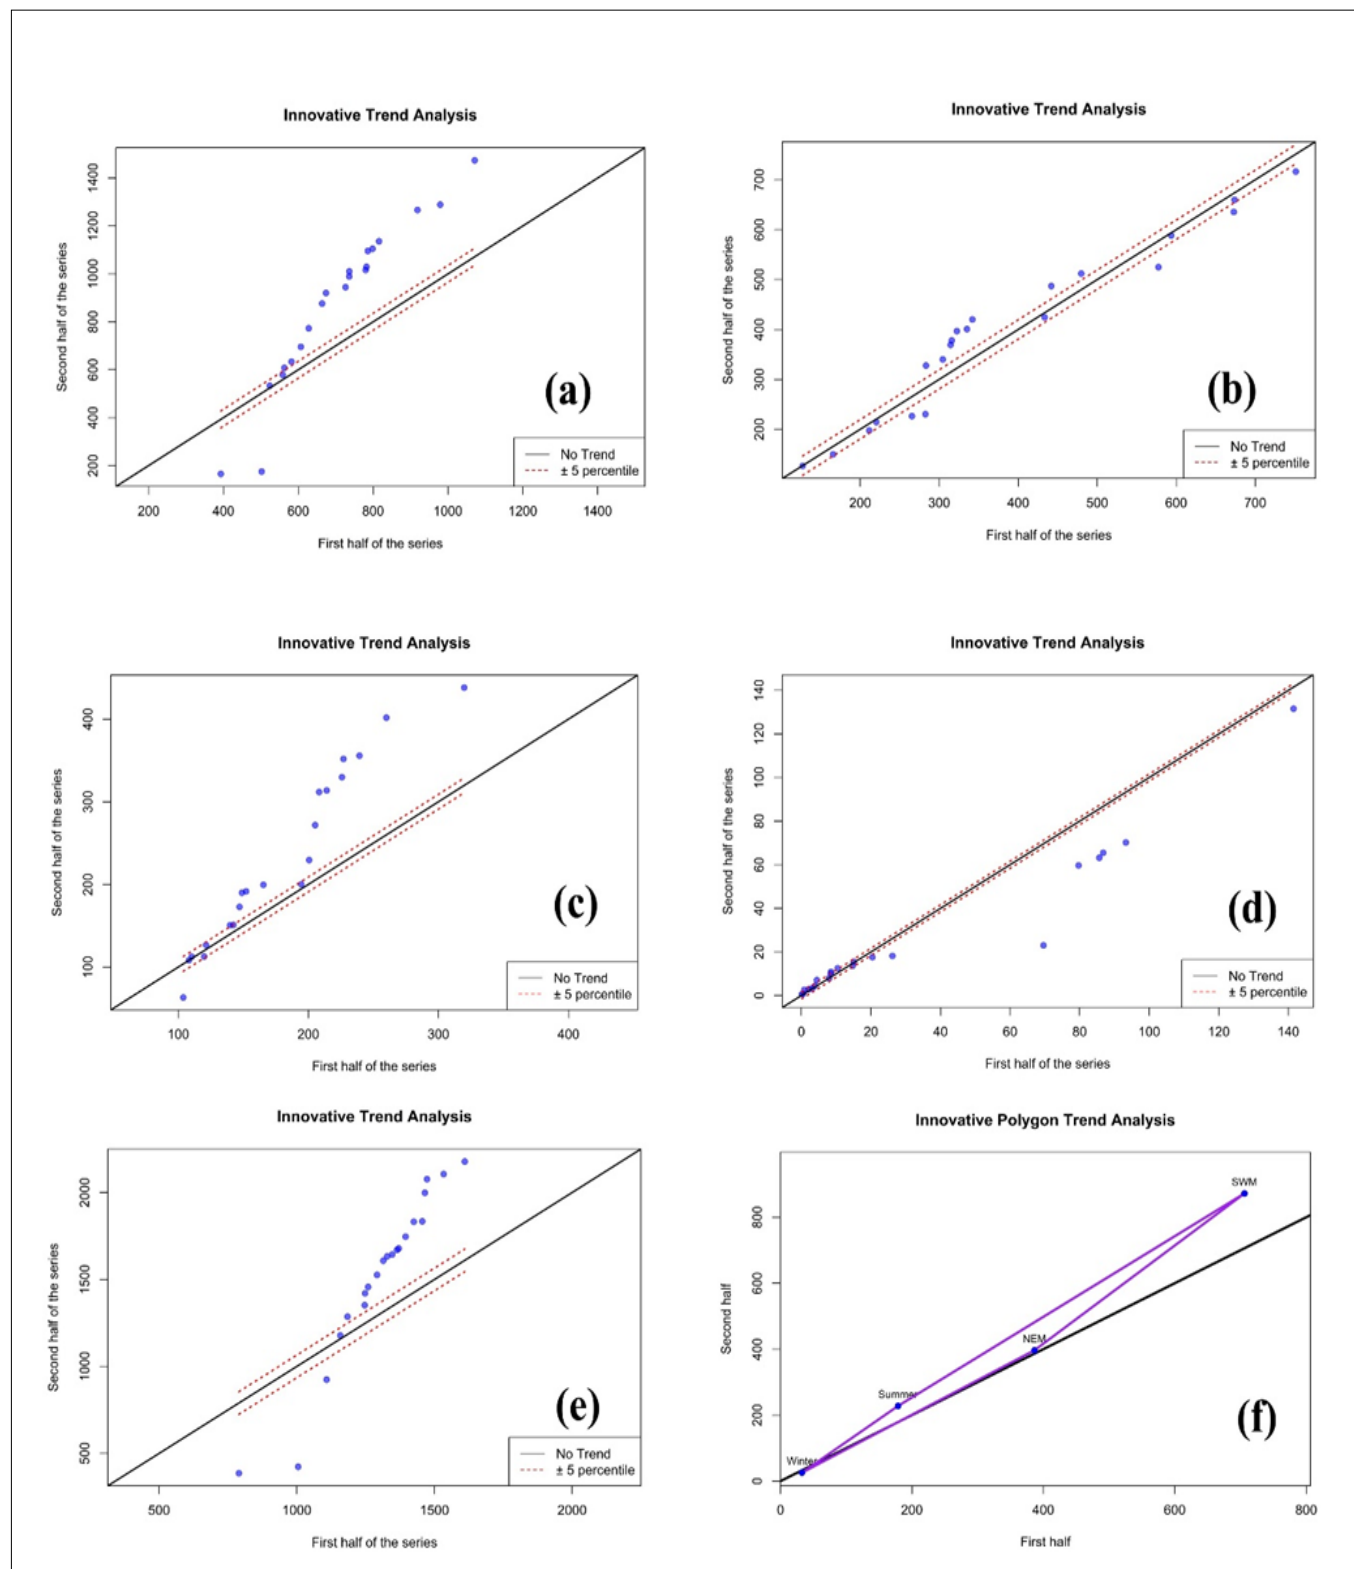 Innovative Trend Analysis
Second half of the series
1400
1200
1000
800
600
400
200
(a)
No Trend
± 5 percentile
200 400 600 800 1000 1200 1400
First half of the series
Innovative Trend Analysis
Second half of the series
700
600
500
400
300
200
(b)
No Trend
± 5 percentile
200 300 400 500 600 700
First half of the series
Innovative Trend Analysis
Second half of the series
400
300
200
100
(c)
No Trend
± 5 percentile
100 200 300 400
First half of the series
Innovative Trend Analysis
Second half of the series
140
120
100
80
60
40
20
0
(d)
No Trend
± 5 percentile
0 20 40 60 80 100 120 140
First half of the series
Innovative Trend Analysis
Second half of the series
2000
1500
1000
500
(e)
No Trend
± 5 percentile
500 1000 1500 2000
First half of the series
Innovative Polygon Trend Analysis
Second half
800
600
400
200
0
SWM
NEM
Summer
Winter
(f)
0 200 400 600 800
First half